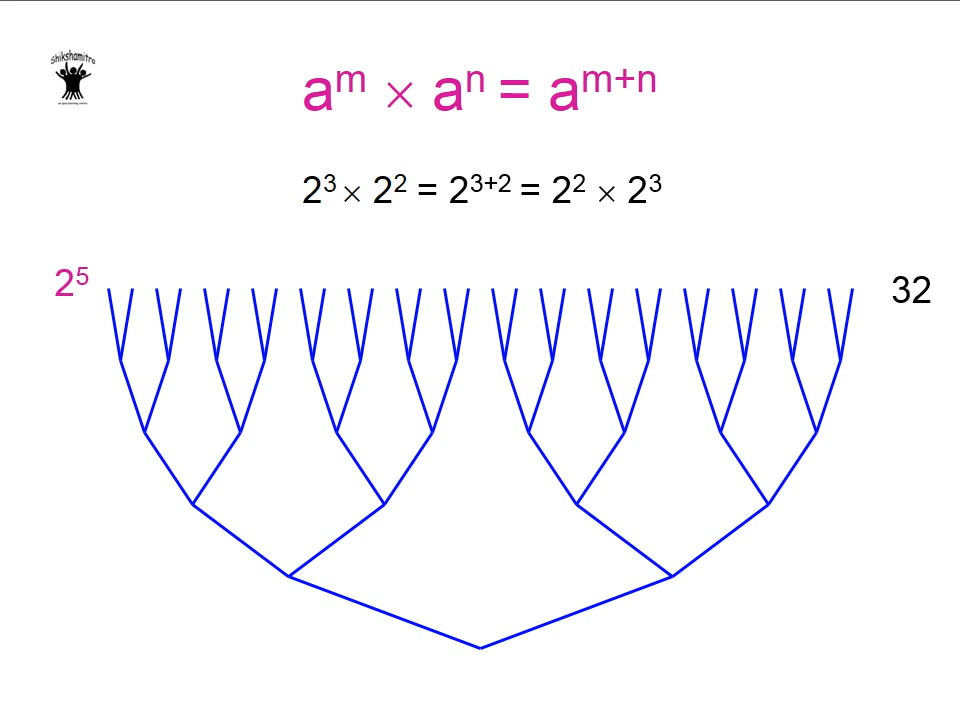 Shikshamitra
aᵐ × aⁿ = aᵐ⁺ⁿ
2³ × 2² = 2³⁺² = 2² × 2³
2⁵
32